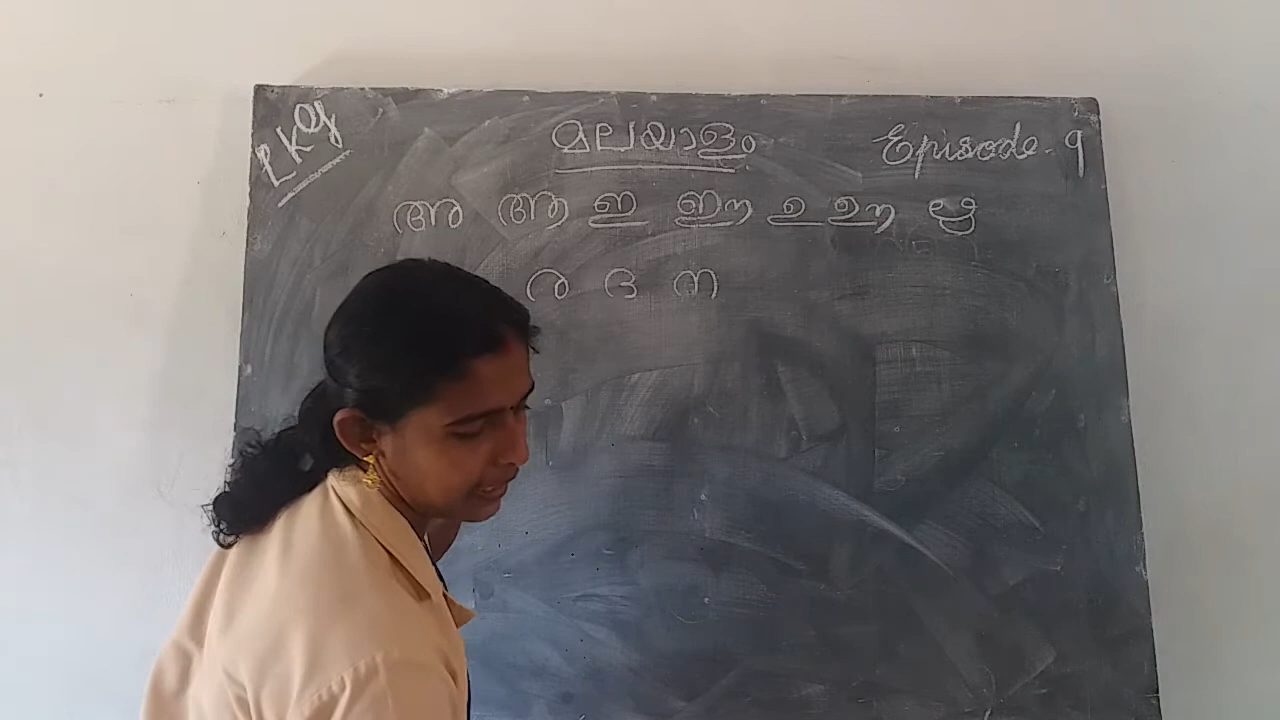 LKG
മലയാളം
Episode - 9
അ ആ ഇ ഈ ഉ ഊ ഋ
ര ദ ന